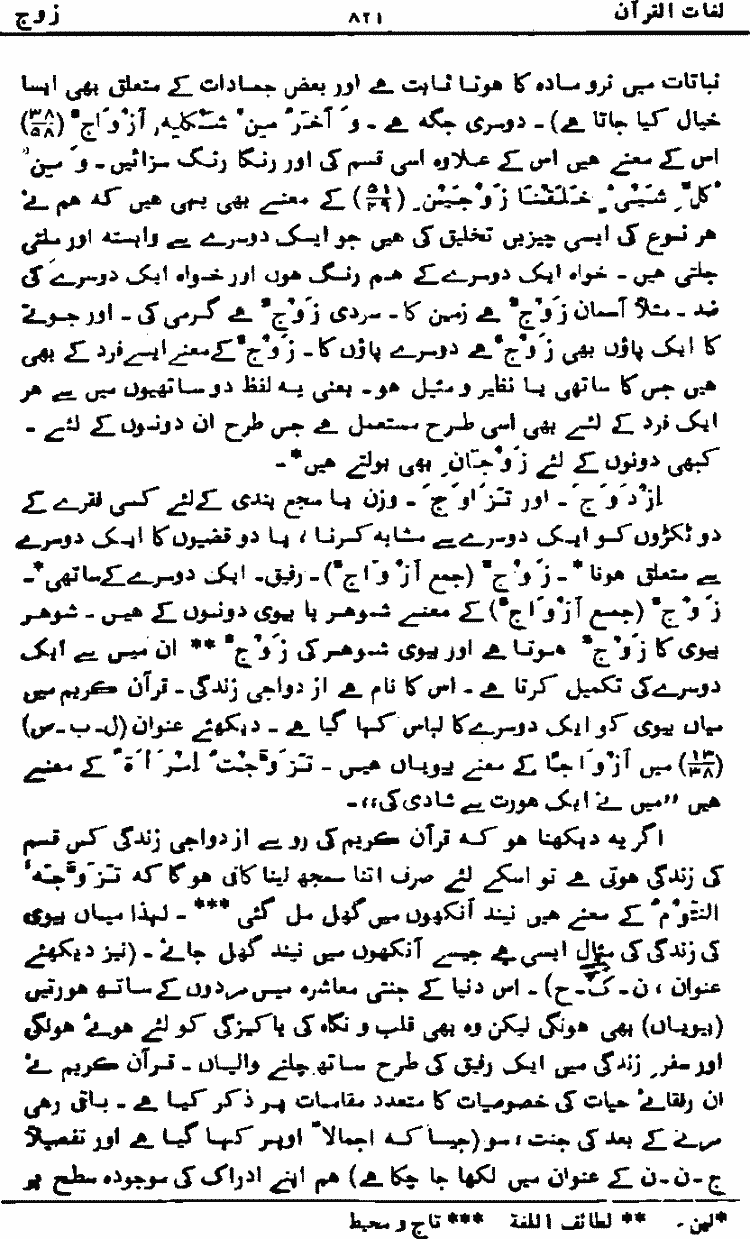 لغات القرآن ۸۲۱ زوج
نباتات میں نر و مادہ کا ہونا ثابت ہے اور بعض جمادات کے متعلق بھی ایسا
خیال کیا جاتا ہے) ۔ دوسری جگہ ہے ۔ وَ آخَرُ مِنْ شَكْلِهِ أَزْوَاجٌ (۳۸/۵۸)
اس کے معنے ہیں اس کے علاوہ اسی قسم کی اور رنگا رنگ سزائیں ۔ وَ مِنْ
كُلِّ شَيْئٍ خَلَقْنَا زَوْجَيْنِ (۵۱/۴۹) کے معنے بھی یہی ہیں کہ ہم نے
ہر نوع کی ایسی چیزیں تخلیق کی ہیں جو ایک دوسرے سے وابستہ اور ملتی
جلتی ہیں ۔ خواہ ایک دوسرے کے ہم رنگ ہوں اور خواہ ایک دوسرے کی
ضد ۔ مثلاً آسمان زَوْجٌ ہے زمین کا ۔ سردی زَوْجٌ ہے گرمی کی ۔ اور جوتے
کا ایک پاؤں بھی زَوْجٌ ہے دوسرے پاؤں کا ۔ زَوْجٌ کے معنے ایسے فرد کے بھی
ہیں جس کا ساتھی یا نظیر و مثیل ہو ۔ یعنی یہ لفظ دو ساتھیوں میں سے ہر
ایک فرد کے لئے بھی اسی طرح مستعمل ہے جس طرح ان دونوں کے لئے ۔
کبھی دونوں کے لئے زَوْجَانِ بھی بولتے ہیں* ۔
اِزْدَوَجَ ۔ اور تَزَاوَجَ ۔ وزن یا سجع بندی کے لئے کسی فقرے کے
دو ٹکڑوں کو ایک دوسرے سے مشابہ کرنا ، یا دو قضیوں کا ایک دوسرے
سے متعلق ہونا * ۔ زَوْجٌ (جمع أَزْوَاجٌ) ۔ رفیق ۔ ایک دوسرے کے ساتھی* ۔
زَوْجٌ (جمع أَزْوَاجٌ) کے معنے شوہر یا بیوی دونوں کے ہیں ۔ شوہر
بیوی کا زَوْجٌ ہوتا ہے اور بیوی شوہر کی زَوْجٌ ** ان میں سے ایک
دوسرے کی تکمیل کرتا ہے ۔ اس کا نام ہے از دواجی زندگی ۔ قرآن کریم میں
میاں بیوی کو ایک دوسرے کا لباس کہا گیا ہے ۔ دیکھئے عنوان (ل-ب-س)
(۱۳/۳۸) میں أَزْوَاجًا کے معنے بیویاں ہیں ۔ تَزَوَّجْتُ اِمْرَأَةً کے معنے
ہیں ’’میں نے ایک عورت سے شادی کی،، ۔
اگر یہ دیکھنا ہو کہ قرآن کریم کی رو سے از دواجی زندگی کس قسم
کی زندگی ہوتی ہے تو اسکے لئے صرف اتنا سمجھ لینا کافی ہو گا کہ تَزَوَّجَهُ
النَّوْمُ کے معنے ہیں نیند آنکھوں میں گھل مل گئی *** ۔ لہذا میاں بیوی
کی زندگی کی مثال ایسی ہے جیسے آنکھوں میں نیند گھل جائے ۔ (نیز دیکھئے
عنوان ، ن-ک-ح) ۔ اس دنیا کے جنتی معاشرہ میں مردوں کے ساتھ عورتیں
(بیویاں) بھی ہونگی لیکن وہ بھی قلب و نگاہ کی پاکیزگی کو لئے ہوئے ہونگی
اور سفرِ زندگی میں ایک رفیق کی طرح ساتھ چلنے والیاں ۔ قرآن کریم نے
ان رفقائے حیات کی خصوصیات کا متعدد مقامات پر ذکر کیا ہے ۔ باقی رہی
مرنے کے بعد کی جنت ، سو (جیسا کہ اجمالاً اوپر کہا گیا ہے اور تفصیلاً
ج-ن-ن کے عنوان میں لکھا جا چکا ہے) ہم اپنے ادراک کی موجودہ سطح پر
*لین ۔ ** لطائف اللغة *** تاج و محیط